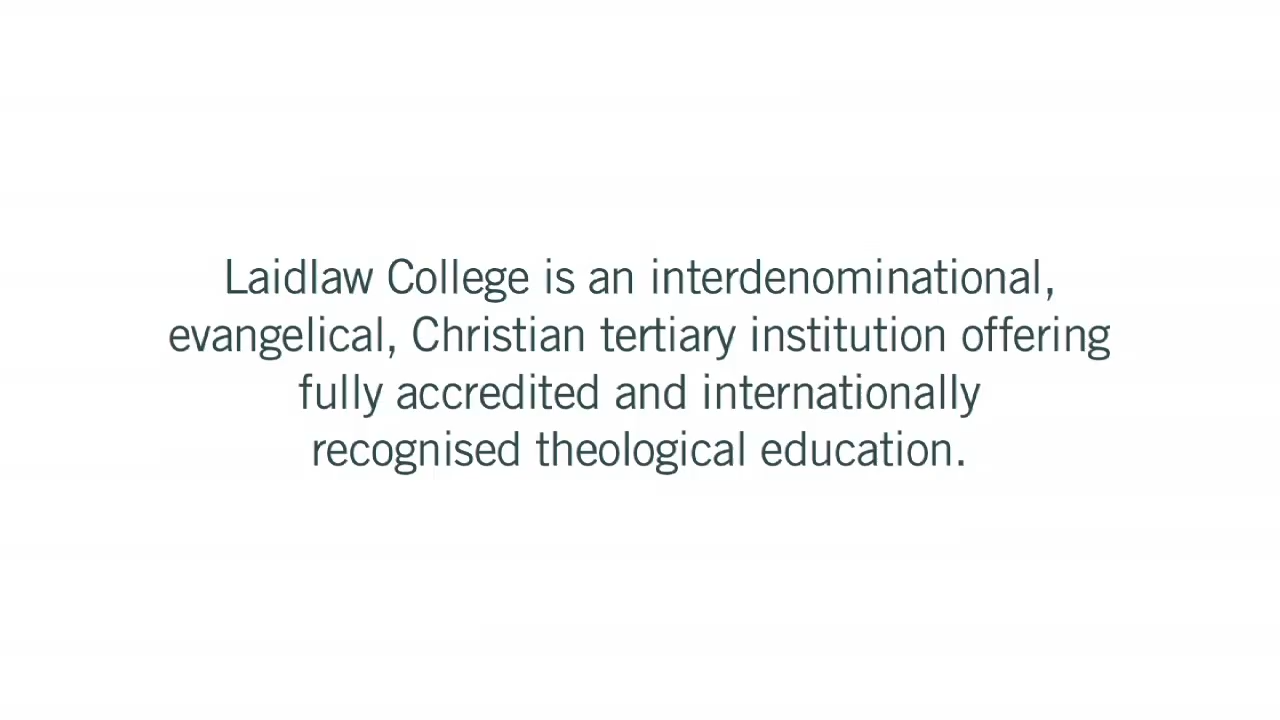 Laidlaw College is an interdenominational,
evangelical, Christian tertiary institution offering
fully accredited and internationally
recognised theological education.